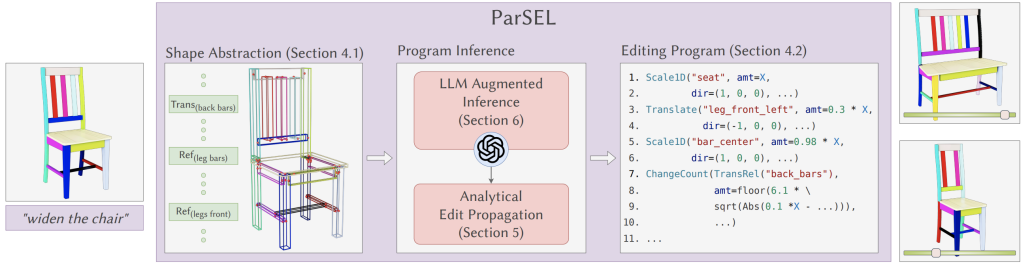 ParSEL
Shape Abstraction (Section 4.1)
Trans(back bars)
Ref(leg bars)
Ref(legs front)
Program Inference
LLM Augmented
Inference
(Section 6)
Analytical
Edit Propagation
(Section 5)
Editing Program (Section 4.2)
1. Scale1D("seat", amt=X,
2. dir=(1, 0, 0), ...)
3. Translate("leg_front_left", amt=0.3 * X,
4. dir=(-1, 0, 0), ...)
5. Scale1D("bar_center", amt=0.98 * X,
6. dir=(1, 0, 0), ...)
7. ChangeCount(TransRel("back_bars"),
8. amt=floor(6.1 * \
9. sqrt(Abs(0.1 *X - ...))),
10. ...)
11. ...
"widen the chair"